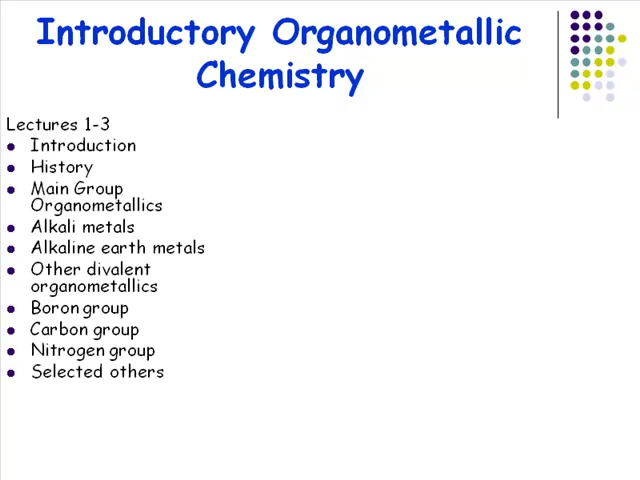 Introductory Organometallic
Chemistry
Lectures 1-3
Introduction
History
Main Group
Organometallics
Alkali metals
Alkaline earth metals
Other divalent
organometallics
Boron group
Carbon group
Nitrogen group
Selected others